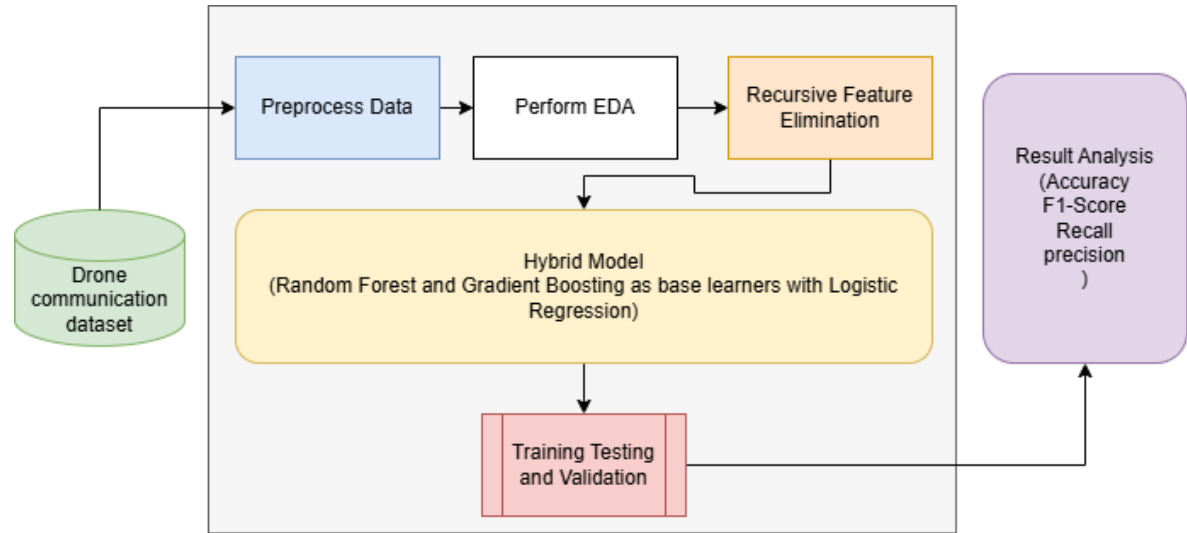 Preprocess Data
Perform EDA
Recursive Feature
Elimination
Drone
communication
dataset
Hybrid Model
(Random Forest and Gradient Boosting as base learners with Logistic
Regression)
Training Testing
and Validation
Result Analysis
(Accuracy
F1-Score
Recall
precision
)